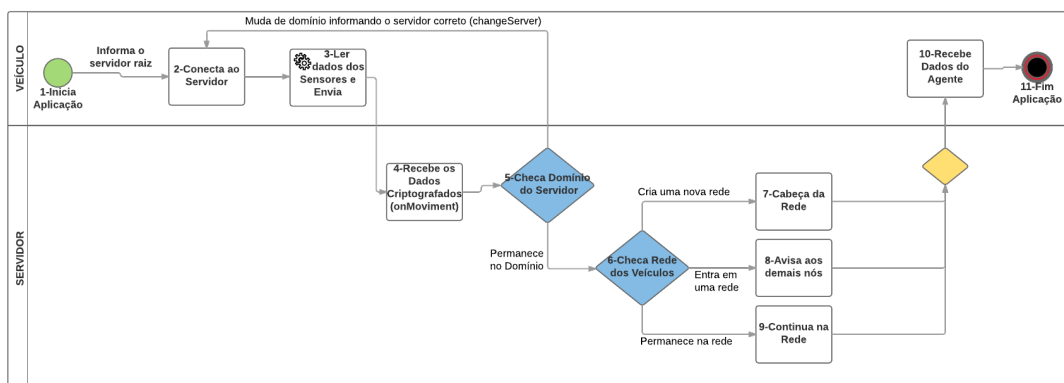 Muda de domínio informando o servidor correto (changeServer)
VEÍCULO
Informa o
servidor raiz
1-Inicia
Aplicação
2-Conecta ao
Servidor
3-Ler
dados dos
Sensores e
Envia
10-Recebe
Dados do
Agente
11-Fim
Aplicação
SERVIDOR
4-Recebe os
Dados
Criptografados
(onMoviment)
5-Checa Domínio
do Servidor
Permanece
no Domínio
6-Checa Rede
dos Veículos
Cria uma nova rede
7-Cabeça da
Rede
Entra em
uma rede
8-Avisa aos
demais nós
Permanece na rede
9-Continua na
Rede